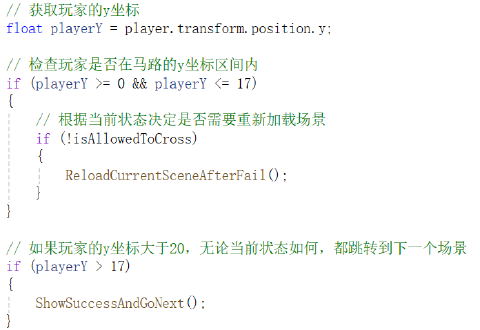 // 获取玩家的y坐标
float playerY = player.transform.position.y;
// 检查玩家是否在马路的y坐标区间内
if (playerY >= 0 && playerY <= 17)
{
// 根据当前状态决定是否需要重新加载场景
if (!isAllowedToCross)
{
ReloadCurrentSceneAfterFail();
}
}
// 如果玩家的y坐标大于20，无论当前状态如何，都跳转到下一个场景
if (playerY > 17)
{
ShowSuccessAndGoNext();
}